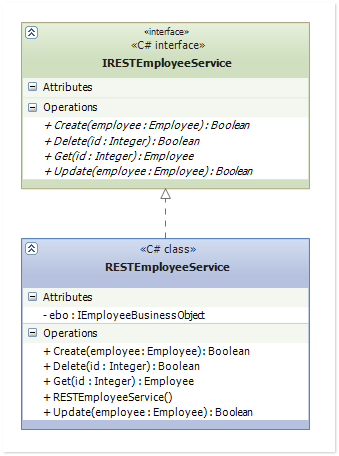 «interface»
«C# interface»
IRESTEmployeeService
Attributes
Operations
+ Create(employee : Employee) : Boolean
+ Delete(id : Integer) : Boolean
+ Get(id : Integer) : Employee
+ Update(employee : Employee) : Boolean
«C# class»
RESTEmployeeService
Attributes
- ebo : IEmployeeBusinessObject
Operations
+ Create(employee : Employee) : Boolean
+ Delete(id : Integer) : Boolean
+ Get(id : Integer) : Employee
+ RESTEmployeeService()
+ Update(employee : Employee) : Boolean